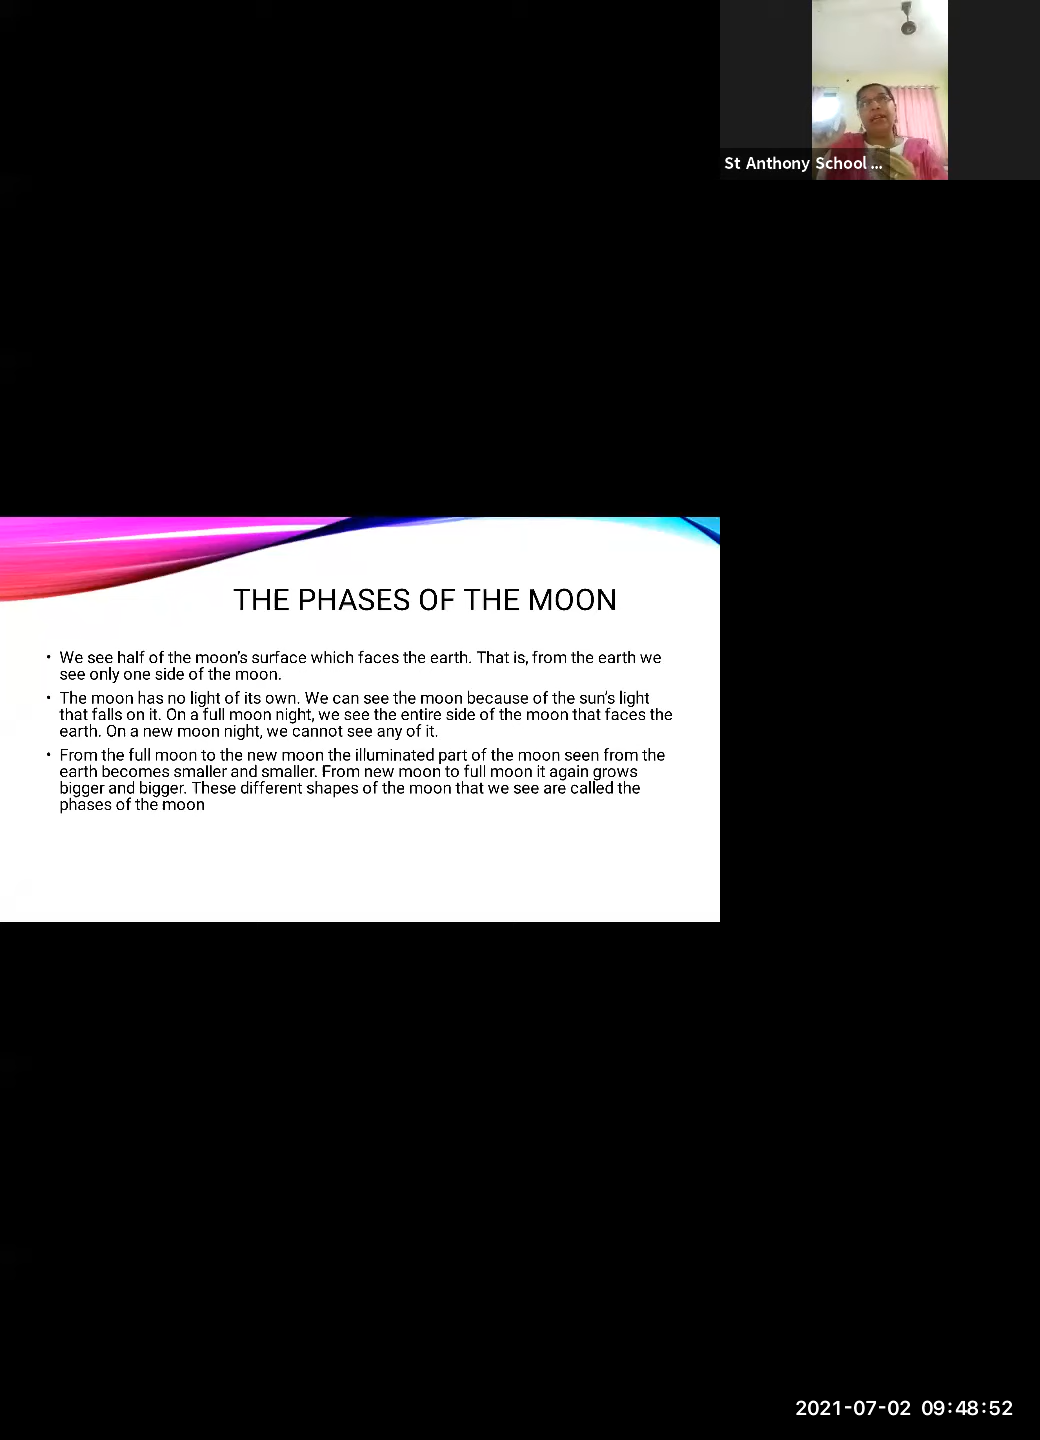 St Anthony School ...
THE PHASES OF THE MOON
• We see half of the moon's surface which faces the earth. That is, from the earth we
see only one side of the moon.
• The moon has no light of its own. We can see the moon because of the sun's light
that falls on it. On a full moon night, we see the entire side of the moon that faces the
earth. On a new moon night, we cannot see any of it.
• From the full moon to the new moon the illuminated part of the moon seen from the
earth becomes smaller and smaller. From new moon to full moon it again grows
bigger and bigger. These different shapes of the moon that we see are called the
phases of the moon
2021-07-02 09:48:52